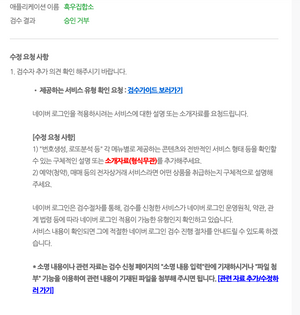 애플리케이션 이름 흑우집합소
검수 결과 승인 거부
수정 요청 사항
1. 검수자 추가 의견 확인 해주시기 바랍니다.
• 제공하는 서비스 유형 확인 요청 : 검수가이드 보러가기
네이버 로그인을 적용하시려는 서비스에 대한 설명 또는 소개자료를 요청드립니다.
[수정 요청 사항]
1) "번호생성, 로또분석 등" 각 메뉴별로 제공하는 콘텐츠와 전반적인 서비스 형태 등을 확인할
수 있는 구체적인 설명 또는 소개자료(형식무관)를 추가해주세요.
2) 예약(청약), 매매 등의 전자상거래 서비스라면 어떤 상품을 취급하는지 구체적으로 설명해
주세요.
네이버 로그인은 검수절차를 통해, 검수를 신청한 서비스가 네이버 로그인 운영원칙, 약관, 관
계 법령 등에 따라 네이버 로그인 적용이 가능한 유형인지 확인하고 있습니다.
서비스 내용이 확인되면 그에 적절한 네이버 로그인 검수 진행 절차를 안내드릴 수 있도록 하겠
습니다.
* 소명 내용이나 관련 자료는 검수 신청 페이지의 "소명 내용 입력"란에 기재하시거나 "파일 첨
부" 기능을 이용하여 관련 내용이 기재된 파일을 첨부해 주시면 됩니다. [관련 자료 추가/수정하
러 가기]